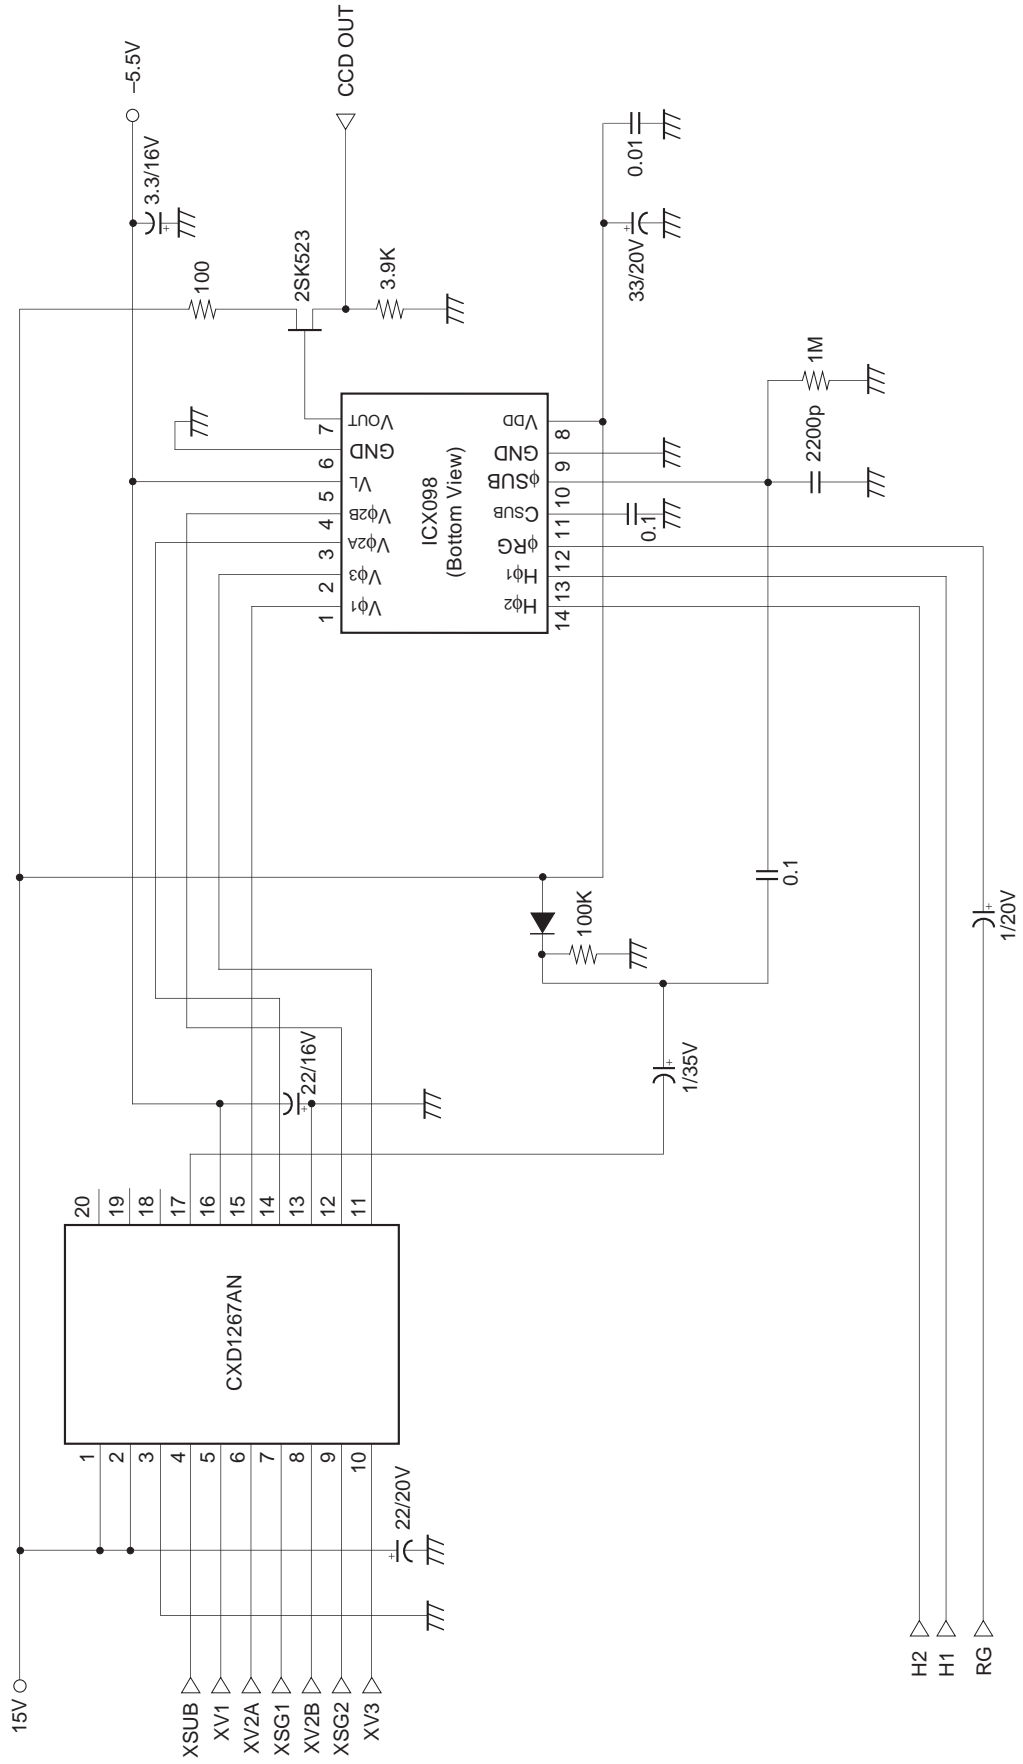 15V
XSUB
XV1
XV2A
XSG1
XV2B
XSG2
XV3
22/20V
1
2
3
4
5
6
7
8
9
10
CXD1267AN
20
19
18
17
16
15
14
13
12
11
22/16V
1/35V
100K
0.1
1/20V
1
2
3
4
5
6
7
Vϕ1
Vϕ3
Vϕ2A
Vϕ2B
VL
GND
VOUT
ICX098
(Bottom View)
Hϕ2
Hϕ1
ϕRG
CSUB
ϕSUB
GND
VDD
14
13
12
11
10
9
8
0.1
2200p
1M
100
2SK523
3.9K
3.3/16V
–5.5V
CCD OUT
33/20V
0.01
H2
H1
RG
+
+
+
+
+
+